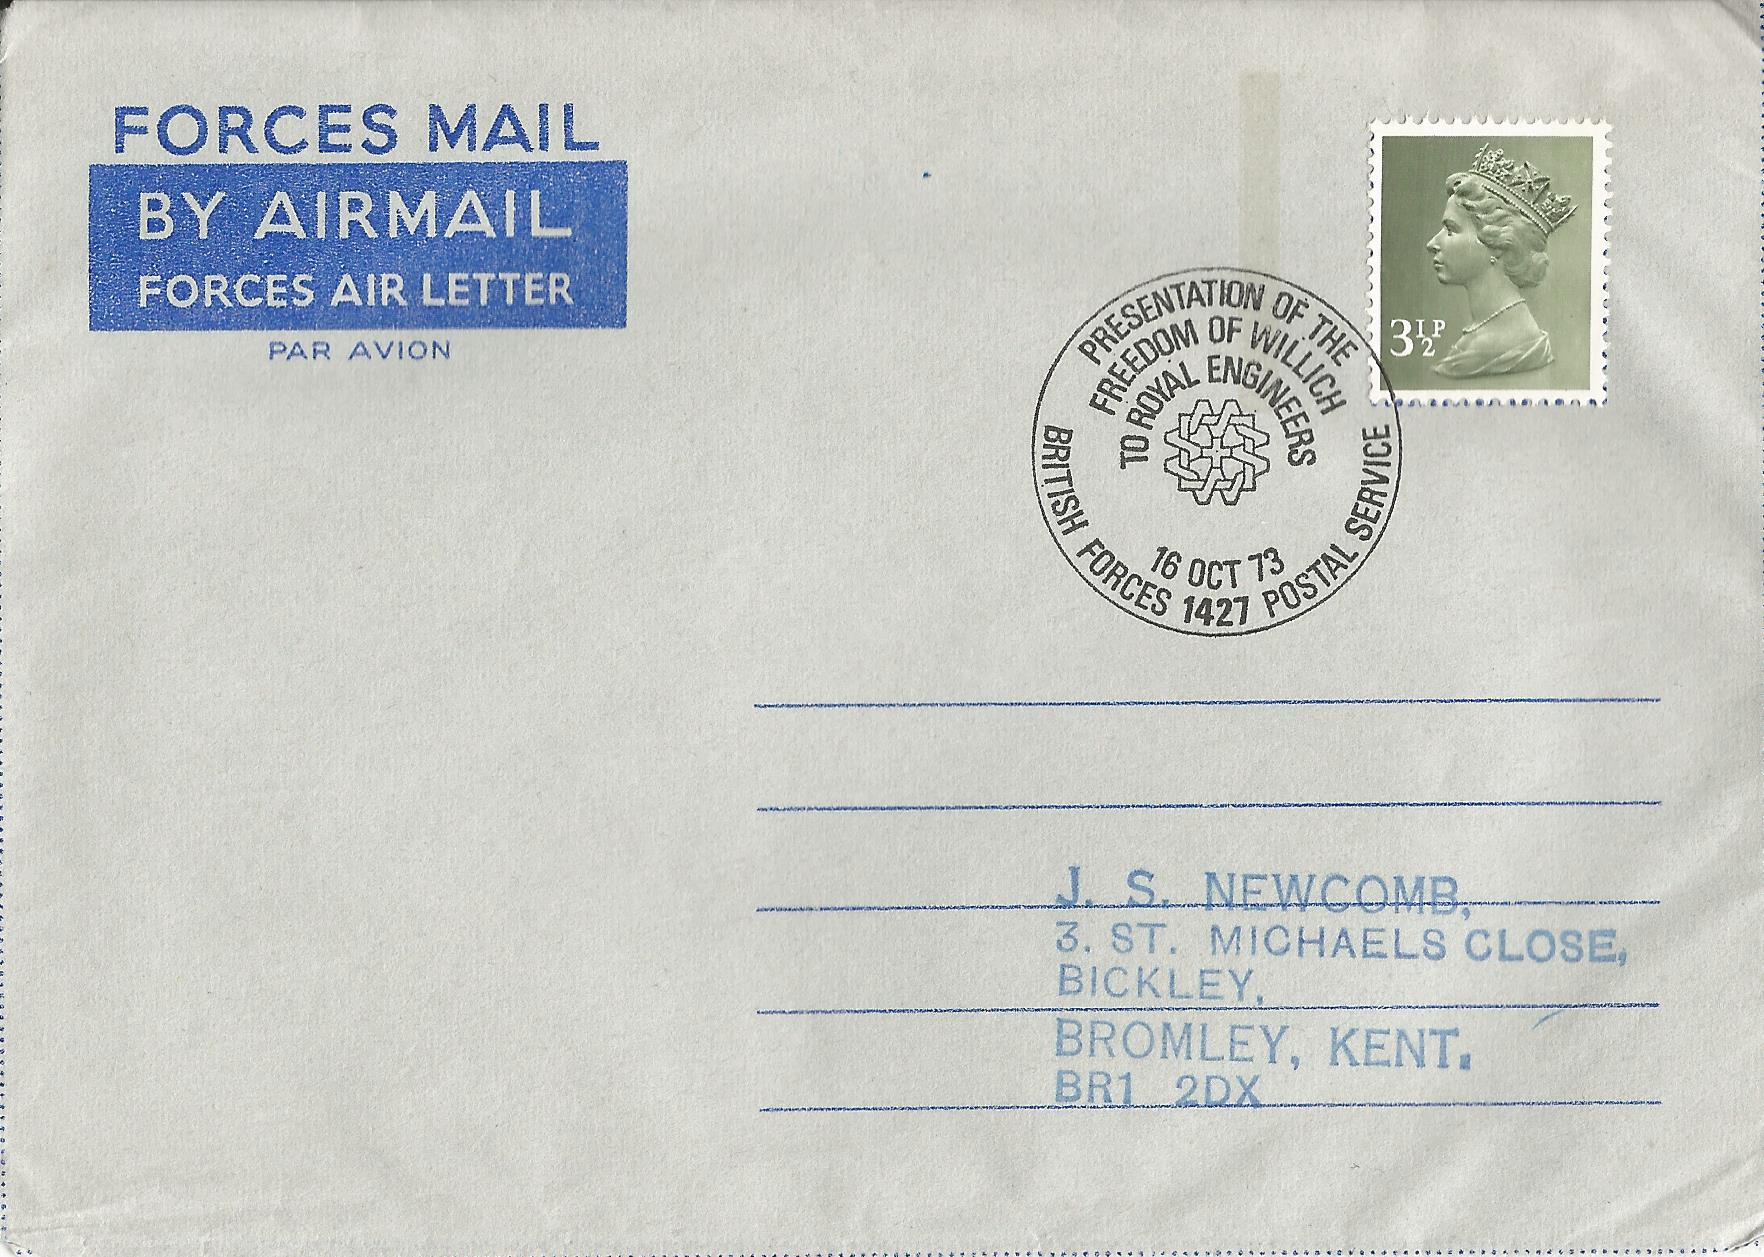 FORCES MAIL
BY AIRMAIL
FORCES AIR LETTER
PAR AVION
3½P
PRESENTATION OF THE
FREEDOM OF WILLICH
TO ROYAL ENGINEERS
16 OCT 73
BRITISH FORCES 1427 POSTAL SERVICE
J. S. NEWCOMB,
3. ST. MICHAELS CLOSE,
BICKLEY,
BROMLEY, KENT.
BR1 2DX